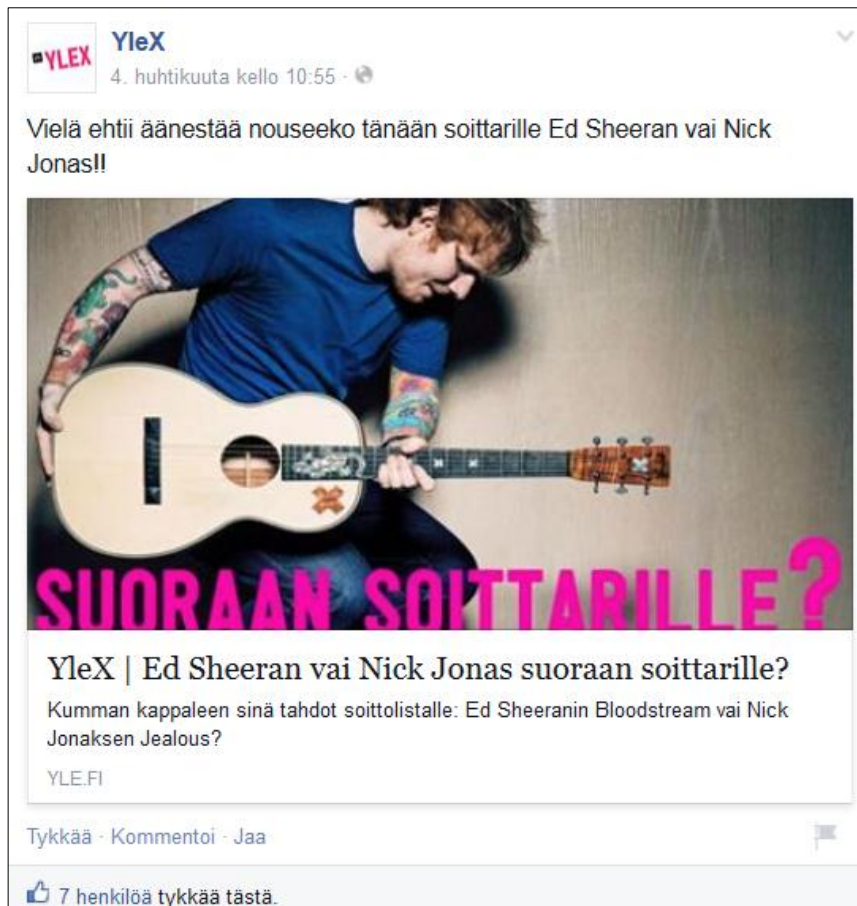 YLEX
YleX
4. huhtikuuta kello 10:55 ·
Vielä ehtii äänestää nouseeko tänään soittarille Ed Sheeran vai Nick
Jonas!!
SUORAAN SOITTARILLE?
YleX | Ed Sheeran vai Nick Jonas suoraan soittarille?
Kumman kappaleen sinä tahdot soittolistalle: Ed Sheeranin Bloodstream vai Nick
Jonaksen Jealous?
YLE.FI
Tykkää · Kommentoi · Jaa
7 henkilöä tykkää tästä.